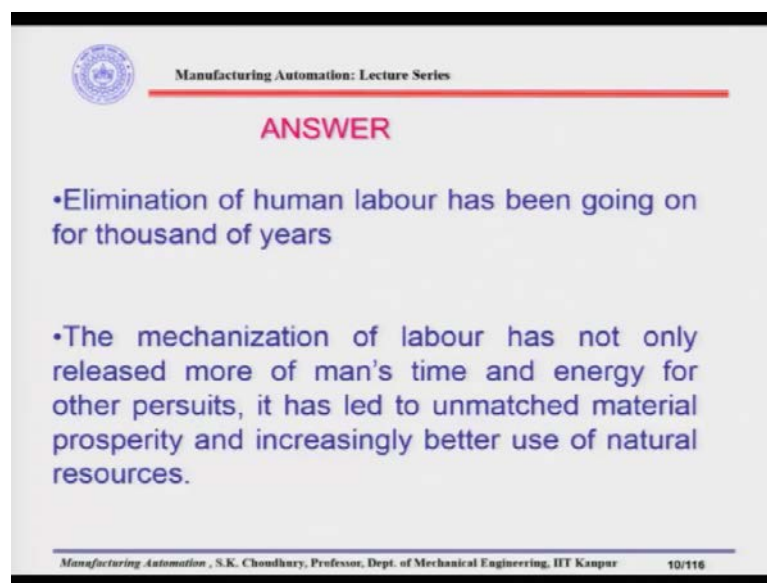 Manufacturing Automation: Lecture Series
ANSWER
•Elimination of human labour has been going on
for thousand of years
•The mechanization of labour has not only
released more of man's time and energy for
other persuits, it has led to unmatched material
prosperity and increasingly better use of natural
resources.
Manufacturing Automation , S.K. Choudhury, Professor, Dept. of Mechanical Engineering, IIT Kanpur 10/116